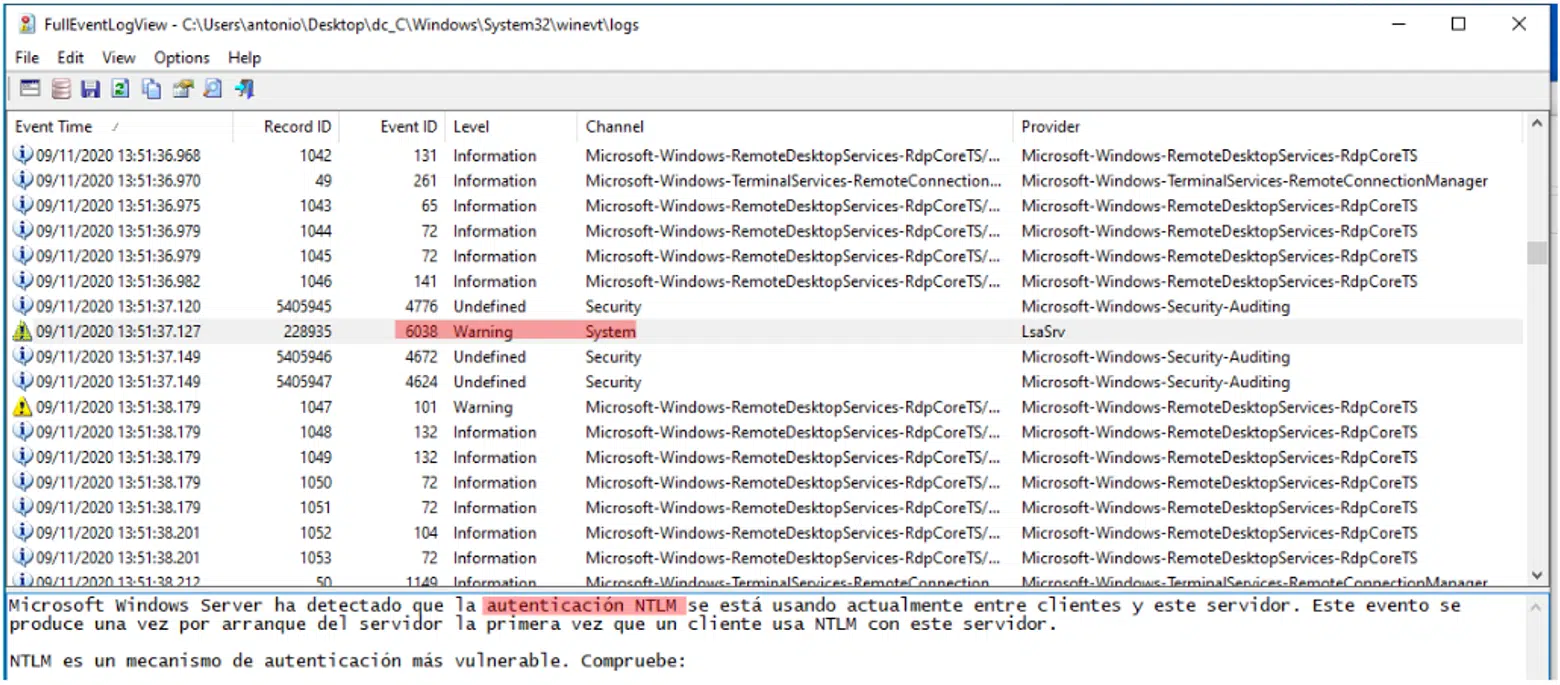 FullEventLogView - C:\Users\antonio\Desktop\dc_C\Windows\System32\winevt\logs
File Edit View Options Help
Event Time Record ID Event ID Level Channel Provider
09/11/2020 13:51:36.968 1042 131 Information Microsoft-Windows-RemoteDesktopServices-RdpCoreTS/... Microsoft-Windows-RemoteDesktopServices-RdpCoreTS
09/11/2020 13:51:36.970 49 261 Information Microsoft-Windows-TerminalServices-RemoteConnection... Microsoft-Windows-TerminalServices-RemoteConnectionManager
09/11/2020 13:51:36.975 1043 65 Information Microsoft-Windows-RemoteDesktopServices-RdpCoreTS/... Microsoft-Windows-RemoteDesktopServices-RdpCoreTS
09/11/2020 13:51:36.979 1044 72 Information Microsoft-Windows-RemoteDesktopServices-RdpCoreTS/... Microsoft-Windows-RemoteDesktopServices-RdpCoreTS
09/11/2020 13:51:36.979 1045 72 Information Microsoft-Windows-RemoteDesktopServices-RdpCoreTS/... Microsoft-Windows-RemoteDesktopServices-RdpCoreTS
09/11/2020 13:51:36.982 1046 141 Information Microsoft-Windows-RemoteDesktopServices-RdpCoreTS/... Microsoft-Windows-RemoteDesktopServices-RdpCoreTS
09/11/2020 13:51:37.120 5405945 4776 Undefined Security Microsoft-Windows-Security-Auditing
09/11/2020 13:51:37.127 228935 6038 Warning System LsaSrv
09/11/2020 13:51:37.149 5405946 4672 Undefined Security Microsoft-Windows-Security-Auditing
09/11/2020 13:51:37.149 5405947 4624 Undefined Security Microsoft-Windows-Security-Auditing
09/11/2020 13:51:38.179 1047 101 Warning Microsoft-Windows-RemoteDesktopServices-RdpCoreTS/... Microsoft-Windows-RemoteDesktopServices-RdpCoreTS
09/11/2020 13:51:38.179 1048 132 Information Microsoft-Windows-RemoteDesktopServices-RdpCoreTS/... Microsoft-Windows-RemoteDesktopServices-RdpCoreTS
09/11/2020 13:51:38.179 1049 132 Information Microsoft-Windows-RemoteDesktopServices-RdpCoreTS/... Microsoft-Windows-RemoteDesktopServices-RdpCoreTS
09/11/2020 13:51:38.179 1050 72 Information Microsoft-Windows-RemoteDesktopServices-RdpCoreTS/... Microsoft-Windows-RemoteDesktopServices-RdpCoreTS
09/11/2020 13:51:38.179 1051 72 Information Microsoft-Windows-RemoteDesktopServices-RdpCoreTS/... Microsoft-Windows-RemoteDesktopServices-RdpCoreTS
09/11/2020 13:51:38.201 1052 104 Information Microsoft-Windows-RemoteDesktopServices-RdpCoreTS/... Microsoft-Windows-RemoteDesktopServices-RdpCoreTS
09/11/2020 13:51:38.201 1053 72 Information Microsoft-Windows-RemoteDesktopServices-RdpCoreTS/... Microsoft-Windows-RemoteDesktopServices-RdpCoreTS
09/11/2020 13:51:38.212 50 1149 Information Microsoft-Windows-TerminalServices-RemoteConnection... Microsoft-Windows-TerminalServices-RemoteConnectionManager
Microsoft Windows Server ha detectado que la autenticación NTLM se está usando actualmente entre clientes y este servidor. Este evento se
produce una vez por arranque del servidor la primera vez que un cliente usa NTLM con este servidor.
NTLM es un mecanismo de autenticación más vulnerable. Compruebe: